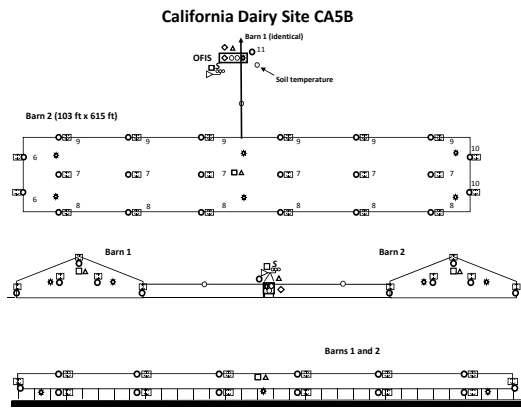 California Dairy Site CA5B
Barn 1 (identical)
11
OFIS
S
Soil temperature
Barn 2 (103 ft x 615 ft)
9 9 9 9 9 9
6 10
7 7 7 7 7 7
6 10
8 8 8 8 8 8
Barn 1
S
Barn 2
Barns 1 and 2